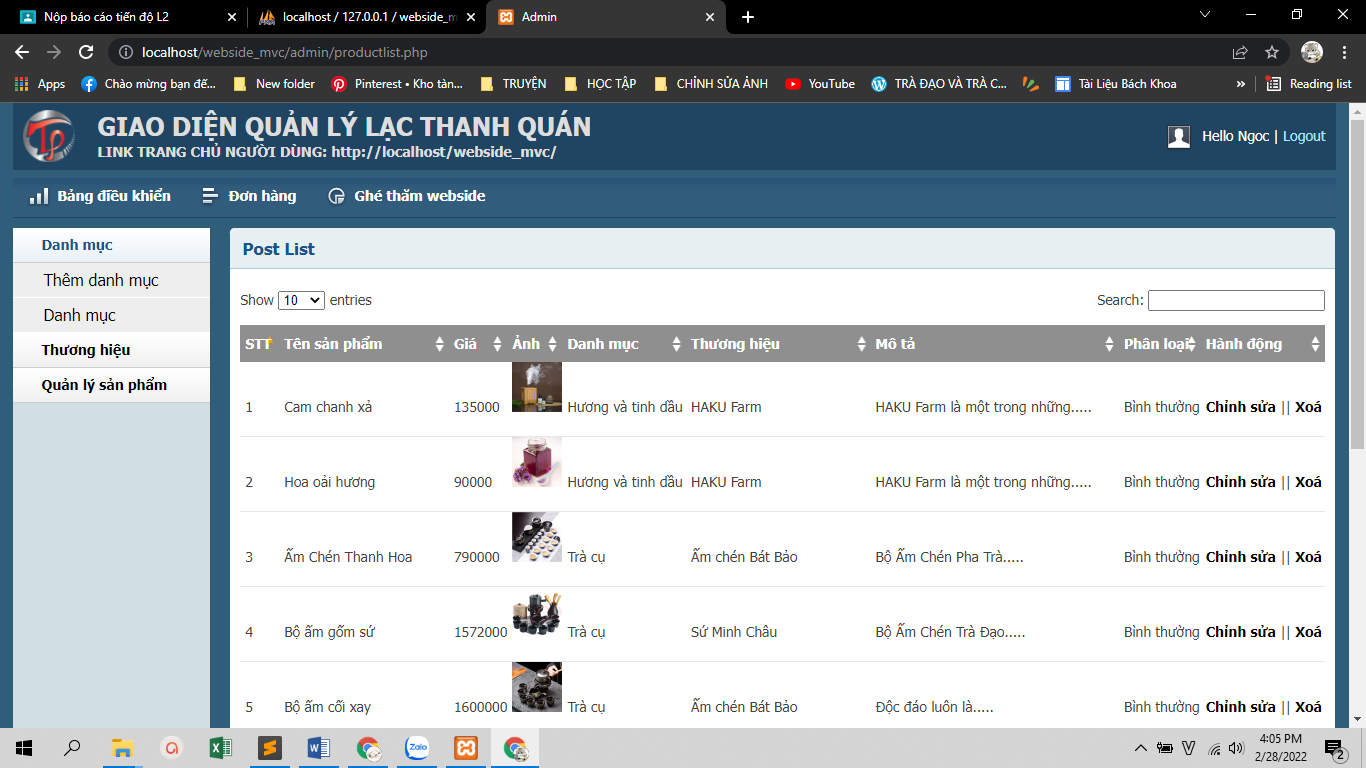 Nộp báo cáo tiến độ L2
localhost / 127.0.0.1 / webside_m
Admin
localhost/webside_mvc/admin/productlist.php
Apps Chào mừng bạn đế... New folder Pinterest • Kho tàn... TRUYỆN HỌC TẬP CHỈNH SỬA ẢNH YouTube TRÀ ĐẠO VÀ TRÀ C... Tài Liệu Bách Khoa » Reading list
GIAO DIỆN QUẢN LÝ LẠC THANH QUÁN
LINK TRANG CHỦ NGƯỜI DÙNG: http://localhost/webside_mvc/
Hello Ngoc | Logout
Bảng điều khiển Đơn hàng Ghé thăm webside
Danh mục
Thêm danh mục
Danh mục
Thương hiệu
Quản lý sản phẩm
Post List
Show 10 entries
Search:
STT Tên sản phẩm Giá Ảnh Danh mục Thương hiệu Mô tả Phân loại Hành động
1 Cam chanh xả 135000 Hương và tinh dầu HAKU Farm HAKU Farm là một trong những..... Bình thường Chỉnh sửa || Xoá
2 Hoa oải hương 90000 Hương và tinh dầu HAKU Farm HAKU Farm là một trong những..... Bình thường Chỉnh sửa || Xoá
3 Ấm Chén Thanh Hoa 790000 Trà cụ Ấm chén Bát Bảo Bộ Ấm Chén Pha Trà..... Bình thường Chỉnh sửa || Xoá
4 Bộ ấm gốm sứ 1572000 Trà cụ Sứ Minh Châu Bộ Ấm Chén Trà Đạo..... Bình thường Chỉnh sửa || Xoá
5 Bộ ấm cối xay 1600000 Trà cụ Ấm chén Bát Bảo Độc đáo luôn là..... Bình thường Chỉnh sửa || Xoá
Zalo
4:05 PM
2/28/2022
2